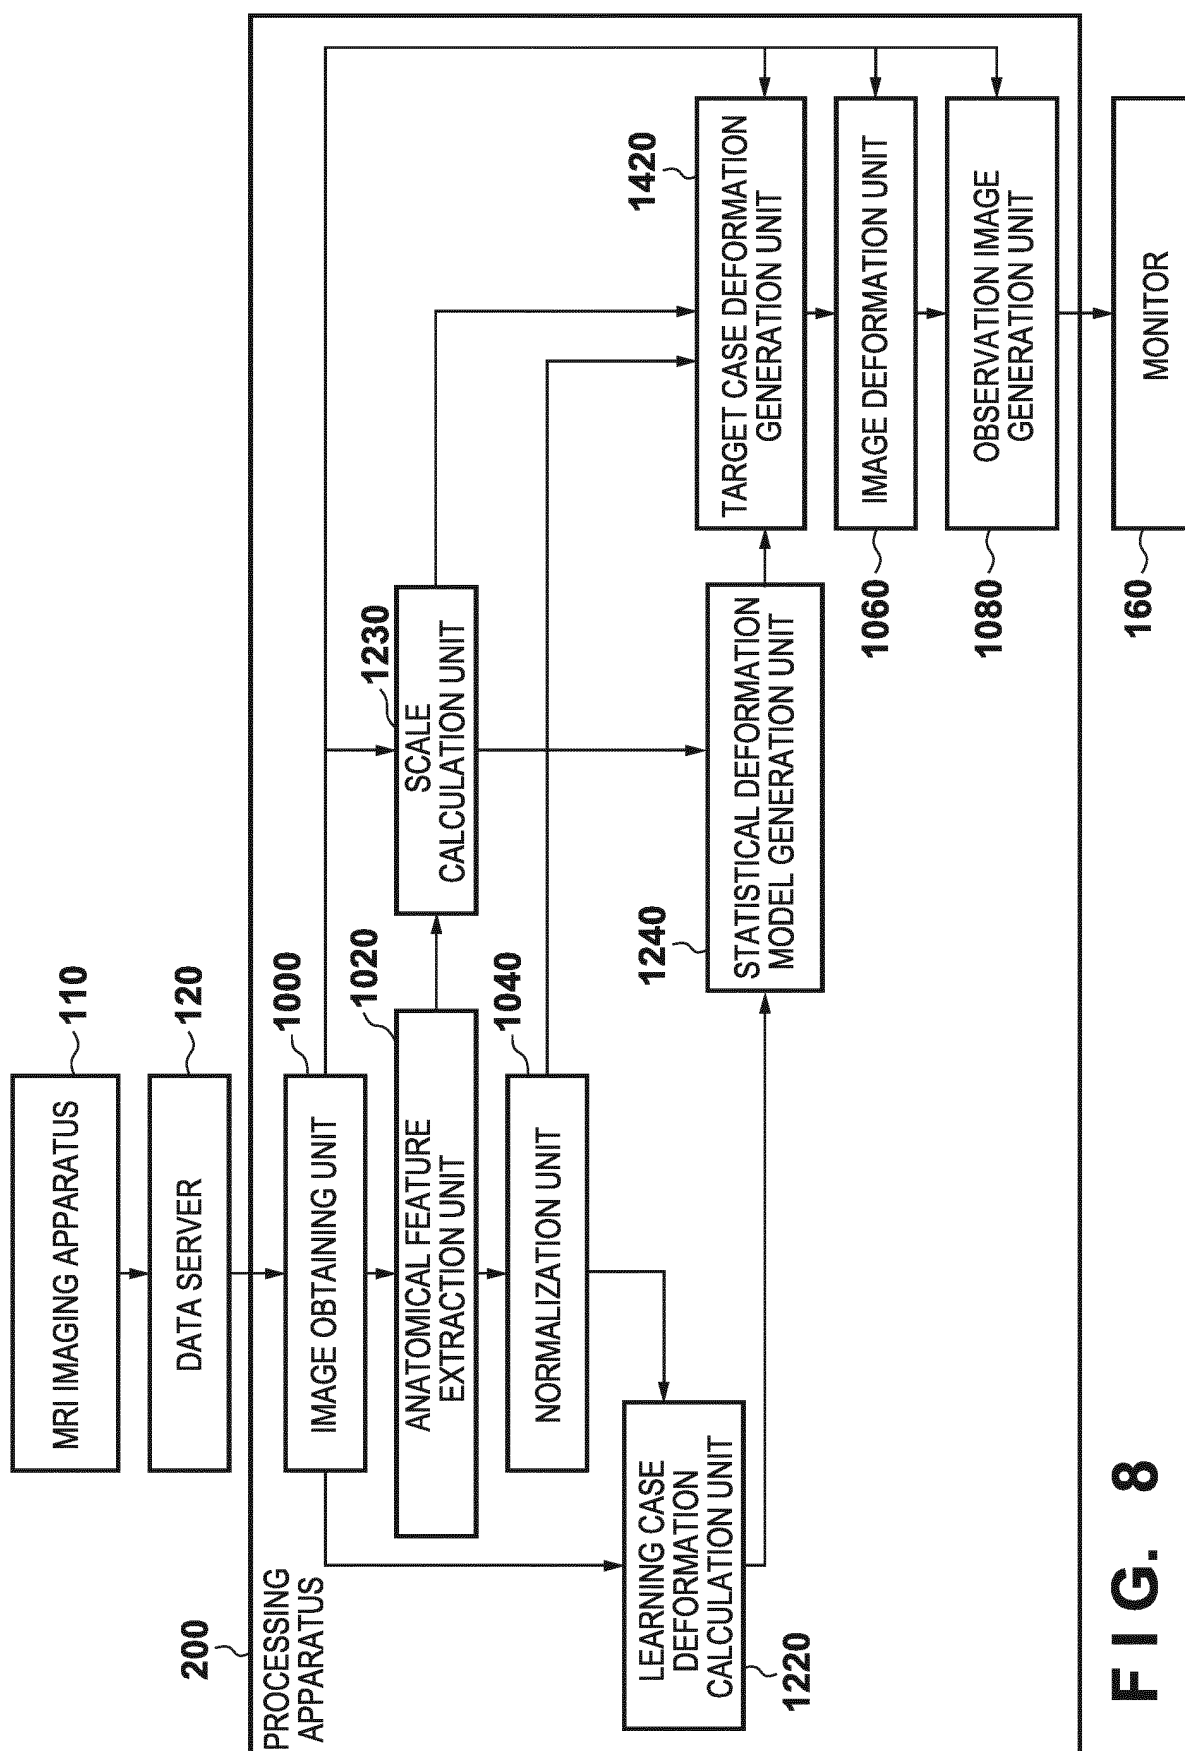 110
MRI IMAGING APPARATUS
120
DATA SERVER
200
PROCESSING
APPARATUS
1000
IMAGE OBTAINING UNIT
1020
ANATOMICAL FEATURE
EXTRACTION UNIT
1040
NORMALIZATION UNIT
1230
SCALE
CALCULATION UNIT
LEARNING CASE
DEFORMATION
CALCULATION UNIT
1220
1240
STATISTICAL DEFORMATION
MODEL GENERATION UNIT
1420
TARGET CASE DEFORMATION
GENERATION UNIT
IMAGE DEFORMATION UNIT
1060
OBSERVATION IMAGE
GENERATION UNIT
1080
MONITOR
160
FIG. 8